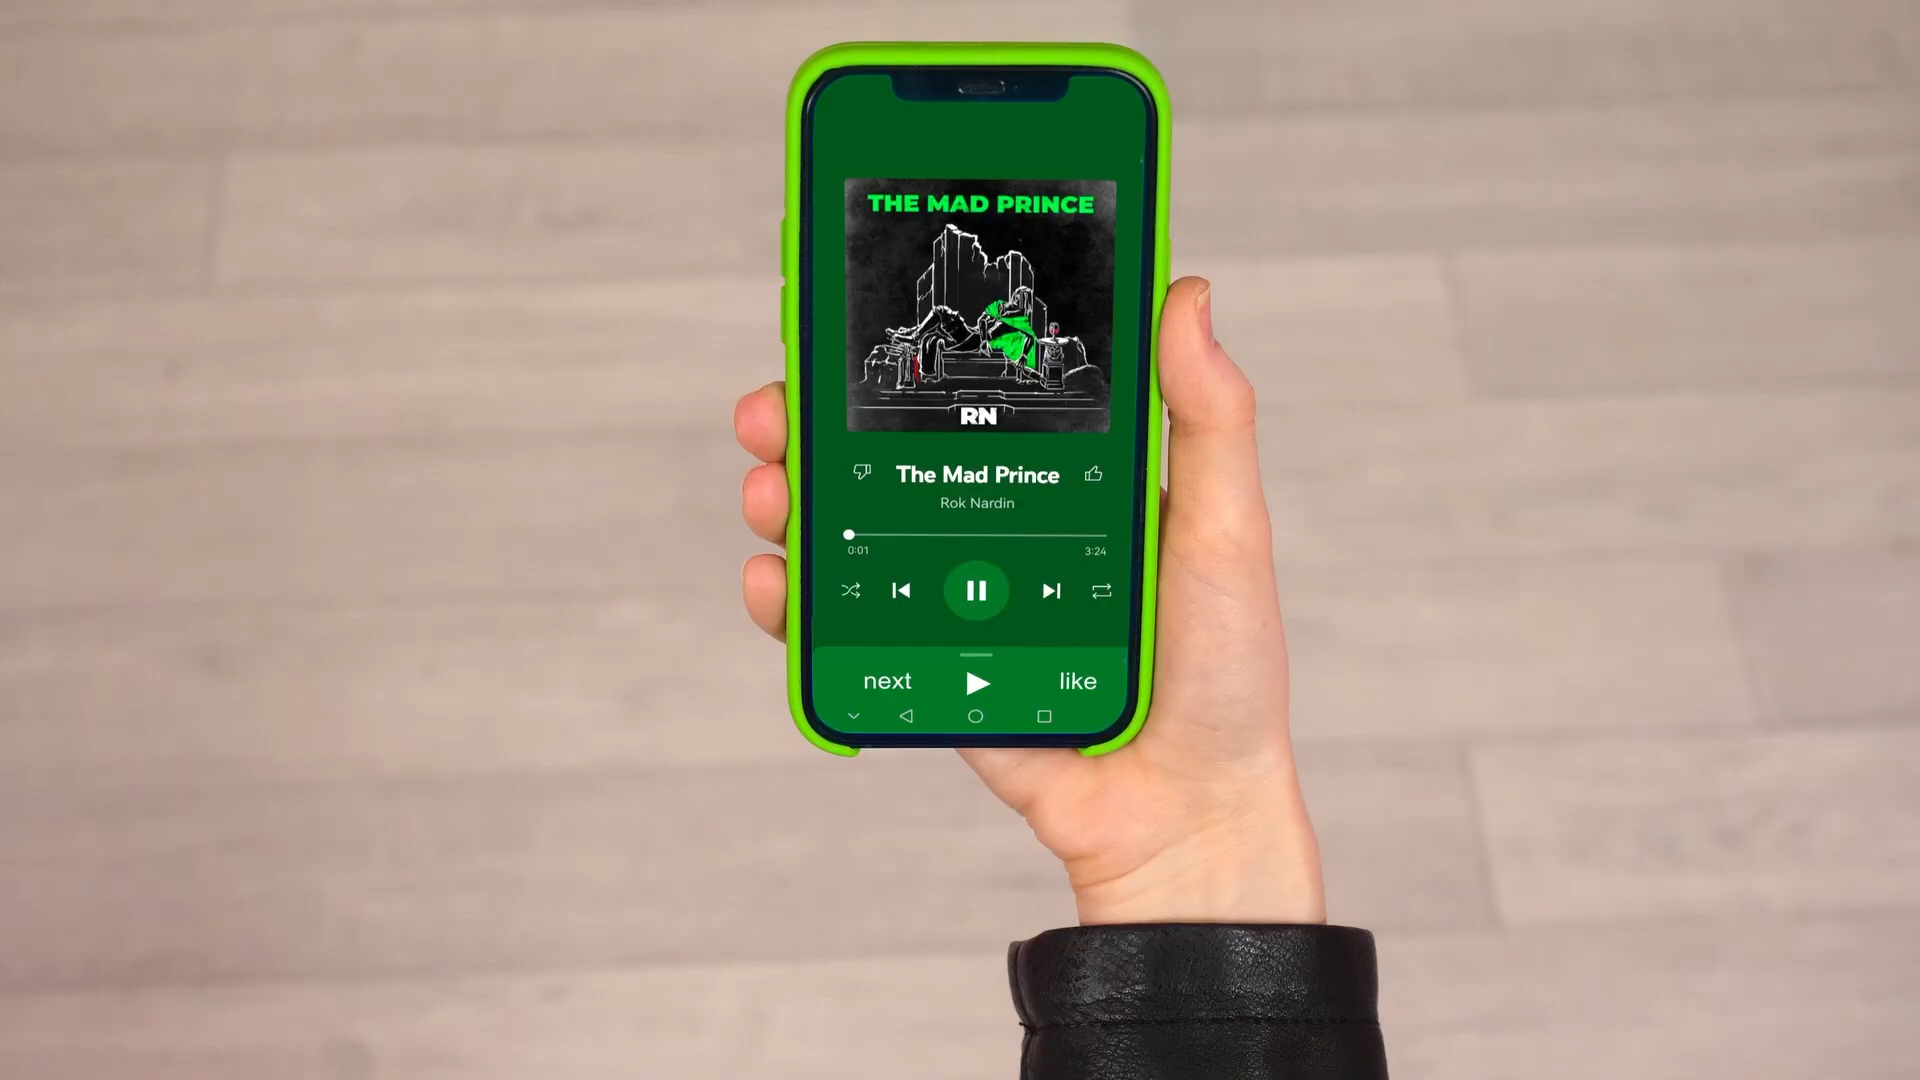 THE MAD PRINCE
RN
The Mad Prince
Rok Nardin
0:01 3:24
next like